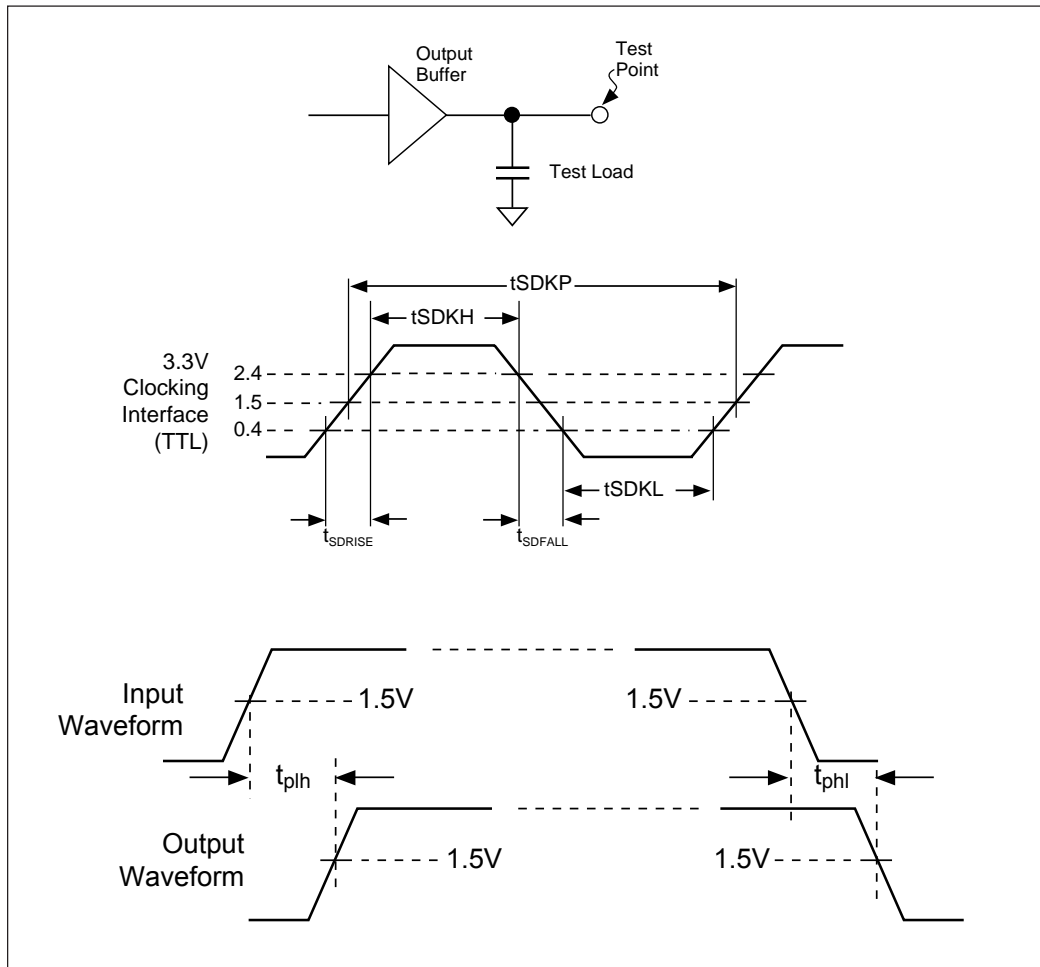 Output
Buffer
Test
Point
Test Load
tSDKP
tSDKH
3.3V
Clocking
Interface
(TTL)
2.4
1.5
0.4
tSDKL
tSDRISE
tSDFALL
Input
Waveform
1.5V
1.5V
tplh
tphl
Output
Waveform
1.5V
1.5V